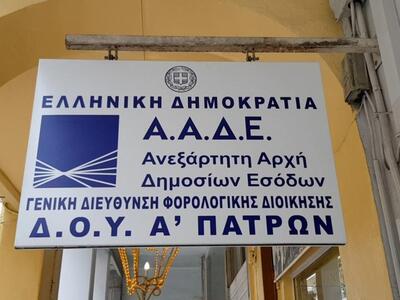 ΕΛΛΗΝΙΚΗ ΔΗΜΟΚΡΑΤΙΑ
Α.Α.Δ.Ε.
Ανεξάρτητη Αρχή
Δημοσίων Εσόδων
ΓΕΝΙΚΗ ΔΙΕΥΘΥΝΣΗ ΦΟΡΟΛΟΓΙΚΗΣ ΔΙΟΙΚΗΣΗΣ
Δ.Ο.Υ. Α' ΠΑΤΡΩΝ